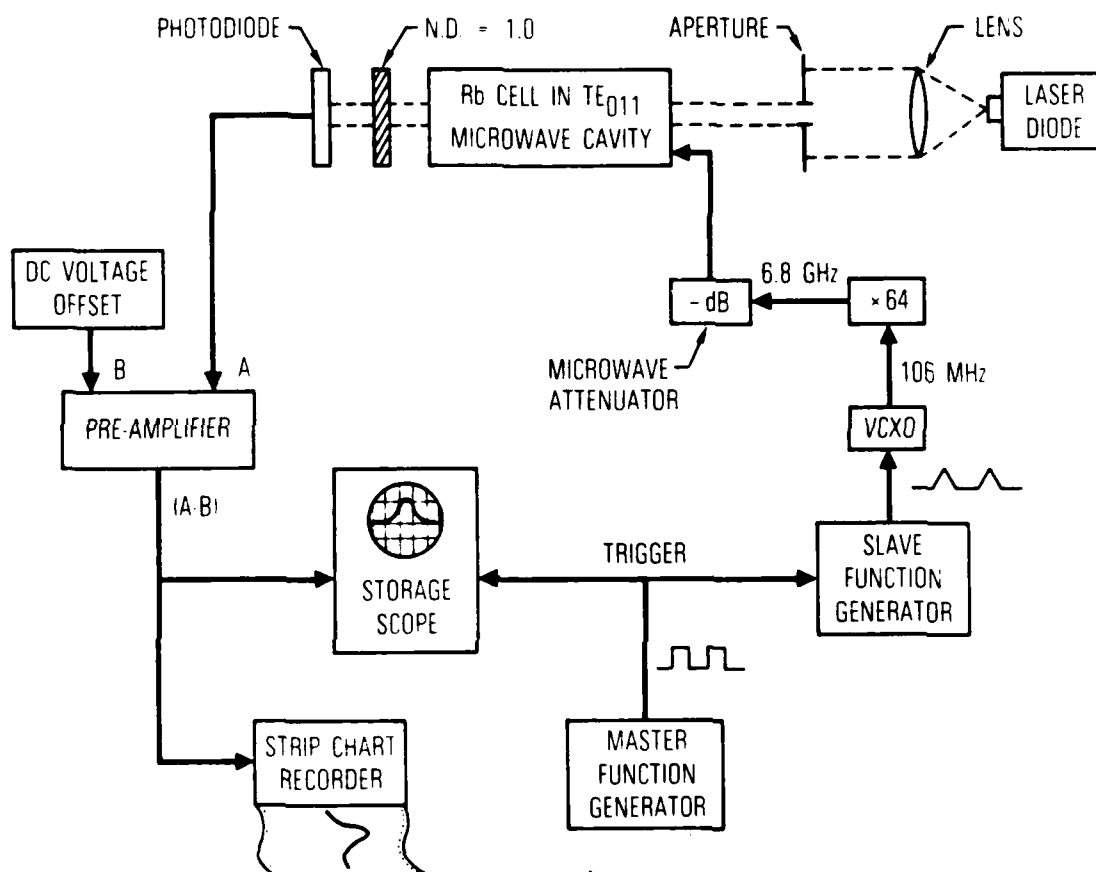 PHOTODIODE
N.D. = 1.0
APERTURE
LENS
Rb CELL IN TE011
MICROWAVE CAVITY
LASER
DIODE
DC VOLTAGE
OFFSET
B
A
PRE-AMPLIFIER
(A-B)
- dB
6.8 GHz
× 64
MICROWAVE
ATTENUATOR
106 MHz
VCXO
STORAGE
SCOPE
TRIGGER
SLAVE
FUNCTION
GENERATOR
STRIP CHART
RECORDER
MASTER
FUNCTION
GENERATOR